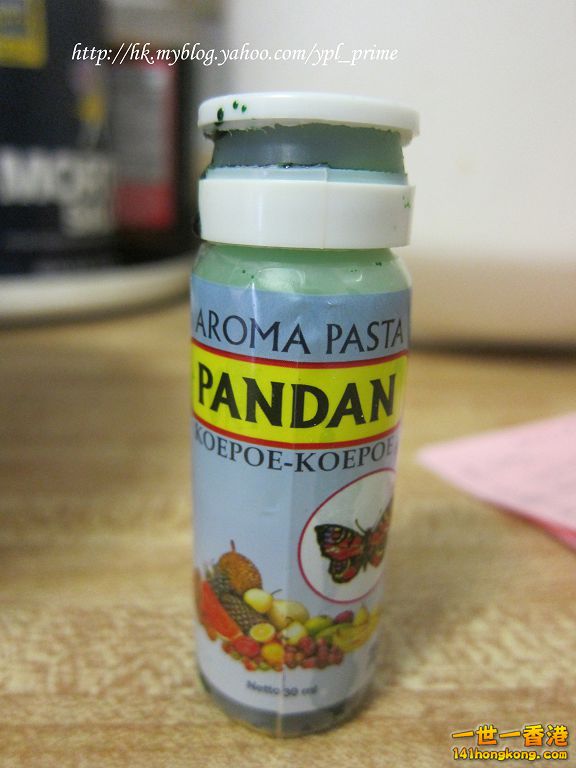 http://hk.myblog.yahoo.com/ypl_prime
AROMA PASTA
PANDAN
KOEPOE-KOEPOE
Netto 30 ml
一世一香港
141hongkong.com